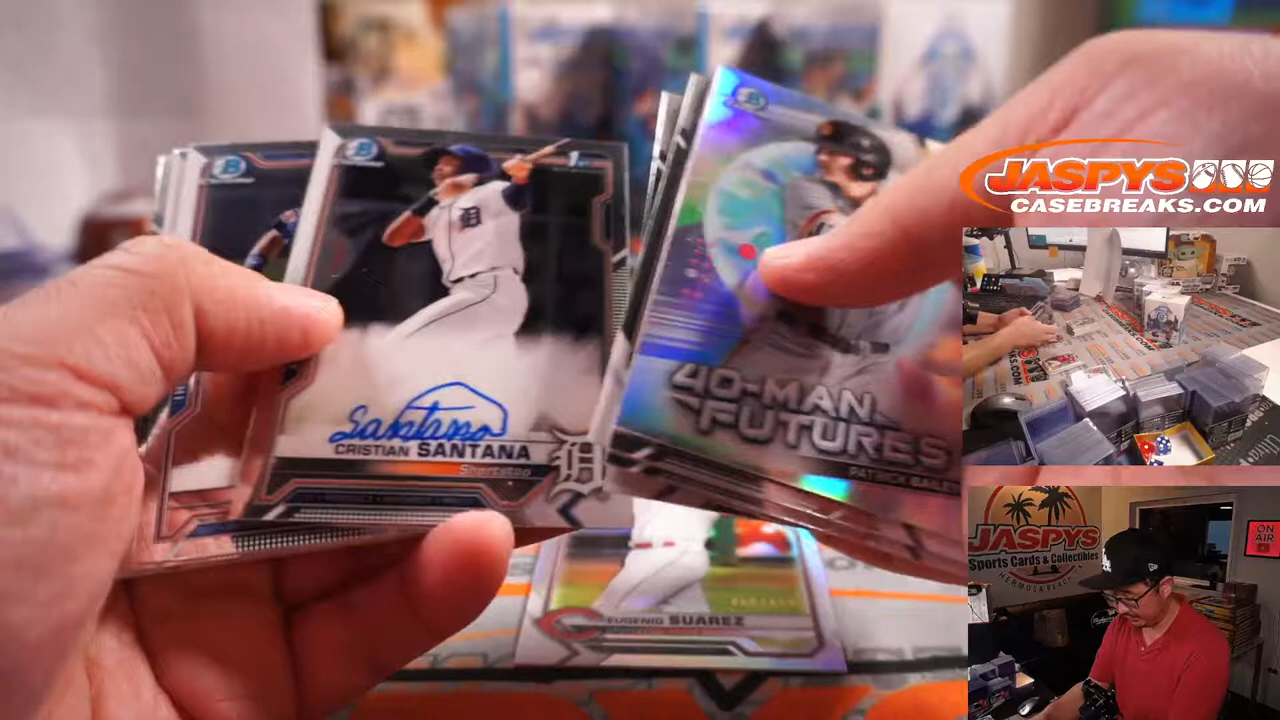 B
B
1st
D
Santana
CRISTIAN SANTANA
Shortstop
D
B
40-MAN
FUTURES
PATRICK BAILEY
EUGENIO SUAREZ
JASPYS
CASEBREAKS.COM
JASPYS
Sports Cards & Collectibles
HERMOSA BEACH
ON
AIR